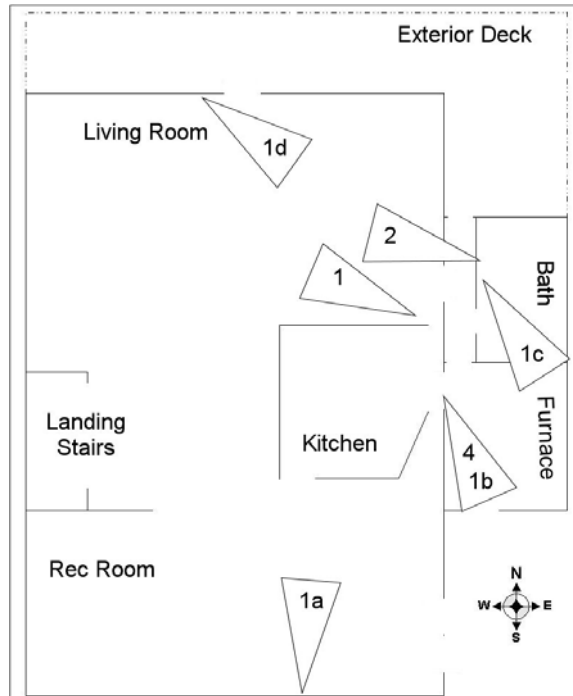 Exterior Deck
Living Room
1d
2
1
Bath
1c
Landing
Stairs
Kitchen
Furnace
4
1b
Rec Room
1a
N
W E
S